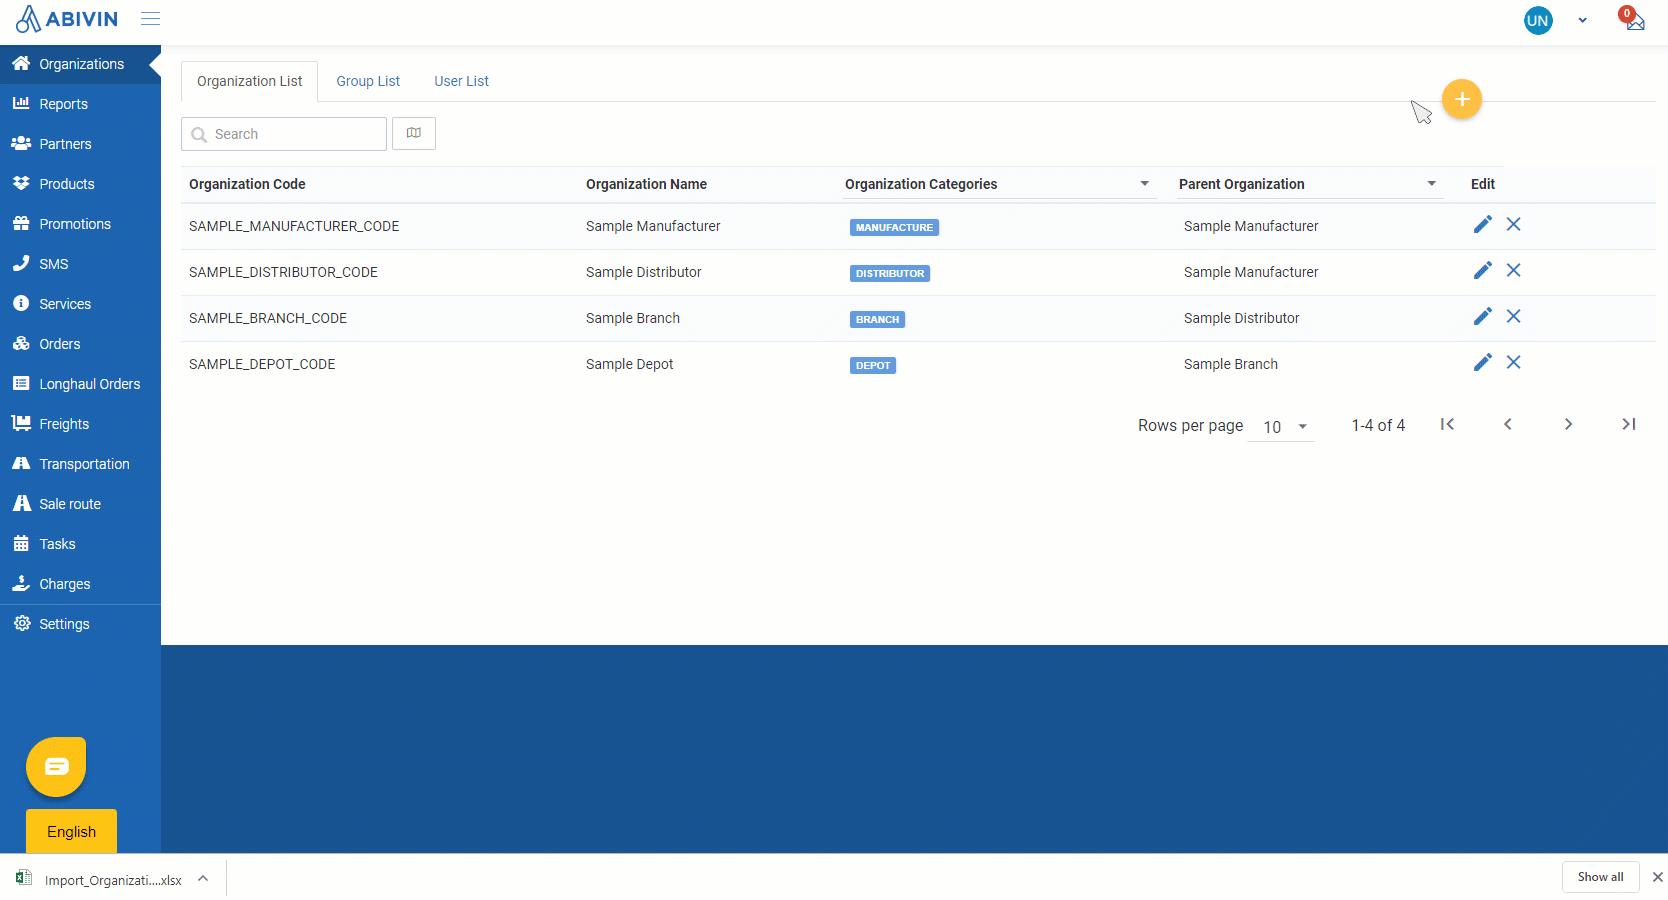 ABIVIN
UN
0
Organizations
Reports
Partners
Products
Promotions
SMS
Services
Orders
Longhaul Orders
Freights
Transportation
Sale route
Tasks
Charges
Settings
English
Organization List Group List User List
+
Search
Organization Code Organization Name Organization Categories Parent Organization Edit
SAMPLE_MANUFACTURER_CODE Sample Manufacturer MANUFACTURE Sample Manufacturer
SAMPLE_DISTRIBUTOR_CODE Sample Distributor DISTRIBUTOR Sample Manufacturer
SAMPLE_BRANCH_CODE Sample Branch BRANCH Sample Distributor
SAMPLE_DEPOT_CODE Sample Depot DEPOT Sample Branch
Rows per page 10 1-4 of 4
Import_Organizati....xlsx
Show all